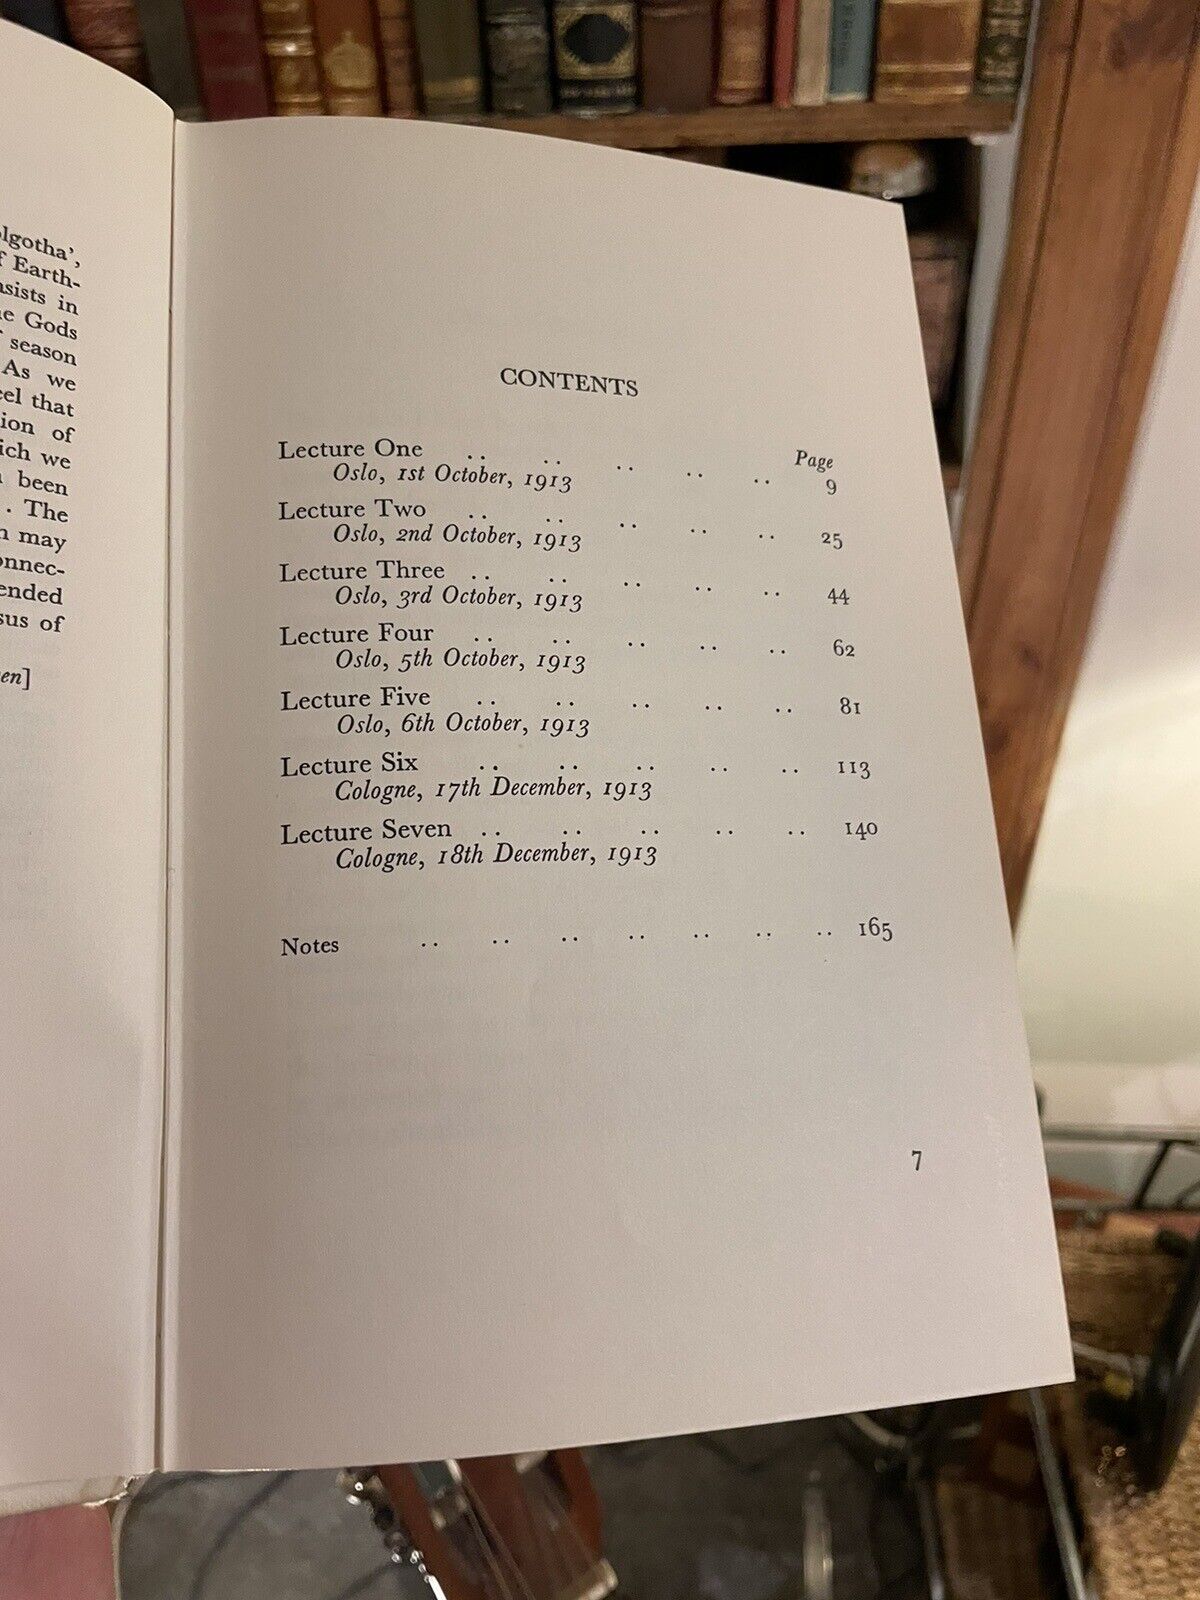 lgotha',
f Earth-
nsists in
e Gods
season
As we
eel that
ion of
ich we
been
. The
may
onnec-
ended
sus of
en]
CONTENTS
Page
Lecture One .. .. .. .. .. 9
Oslo, 1st October, 1913
Lecture Two .. .. .. .. .. 25
Oslo, 2nd October, 1913
Lecture Three .. .. .. .. .. 44
Oslo, 3rd October, 1913
Lecture Four .. .. .. .. .. 62
Oslo, 5th October, 1913
Lecture Five .. .. .. .. .. 81
Oslo, 6th October, 1913
Lecture Six .. .. .. .. .. 113
Cologne, 17th December, 1913
Lecture Seven .. .. .. .. .. 140
Cologne, 18th December, 1913
Notes .. .. .. .. .. .. .. 165
7